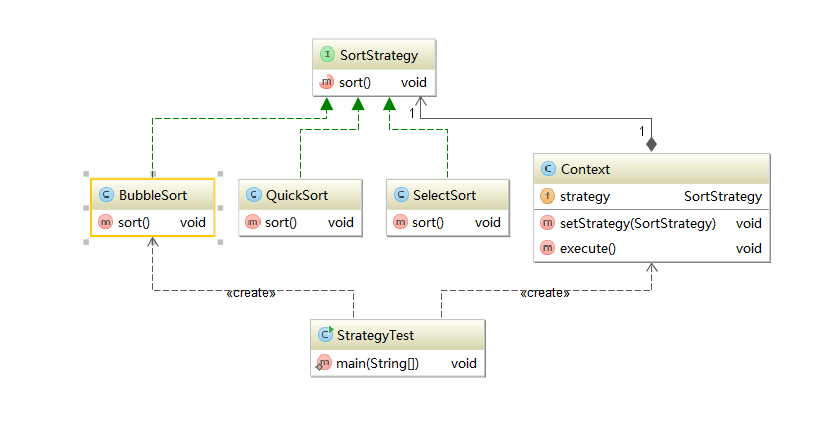 SortStrategy
sort() void
1
1
BubbleSort
sort() void
QuickSort
sort() void
SelectSort
sort() void
Context
strategy SortStrategy
setStrategy(SortStrategy) void
execute() void
«create»
«create»
StrategyTest
main(String[]) void